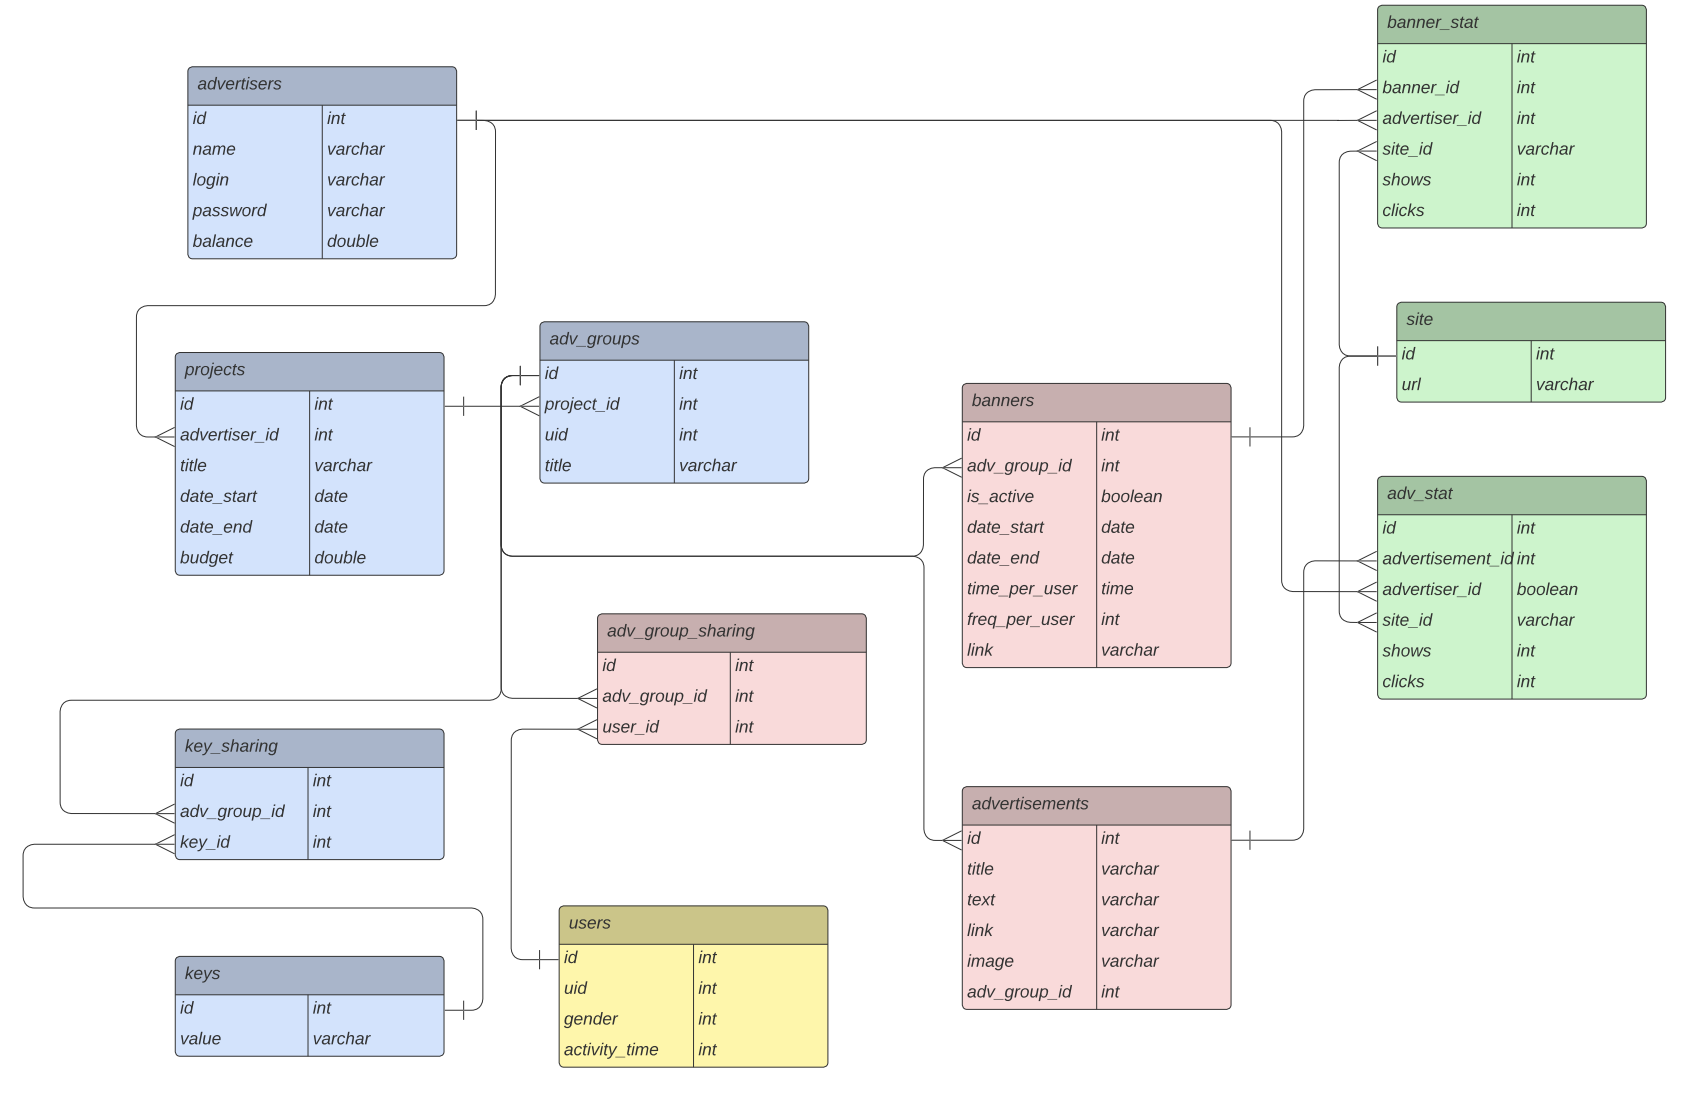 advertisers
id int
name varchar
login varchar
password varchar
balance double
projects
id int
advertiser_id int
title varchar
date_start date
date_end date
budget double
adv_groups
id int
project_id int
uid int
title varchar
key_sharing
id int
adv_group_id int
key_id int
keys
id int
value varchar
adv_group_sharing
id int
adv_group_id int
user_id int
users
id int
uid int
gender int
activity_time int
banners
id int
adv_group_id int
is_active boolean
date_start date
date_end date
time_per_user time
freq_per_user int
link varchar
advertisements
id int
title varchar
text varchar
link varchar
image varchar
adv_group_id int
banner_stat
id int
banner_id int
advertiser_id int
site_id varchar
shows int
clicks int
site
id int
url varchar
adv_stat
id int
advertisement_id int
advertiser_id boolean
site_id varchar
shows int
clicks int